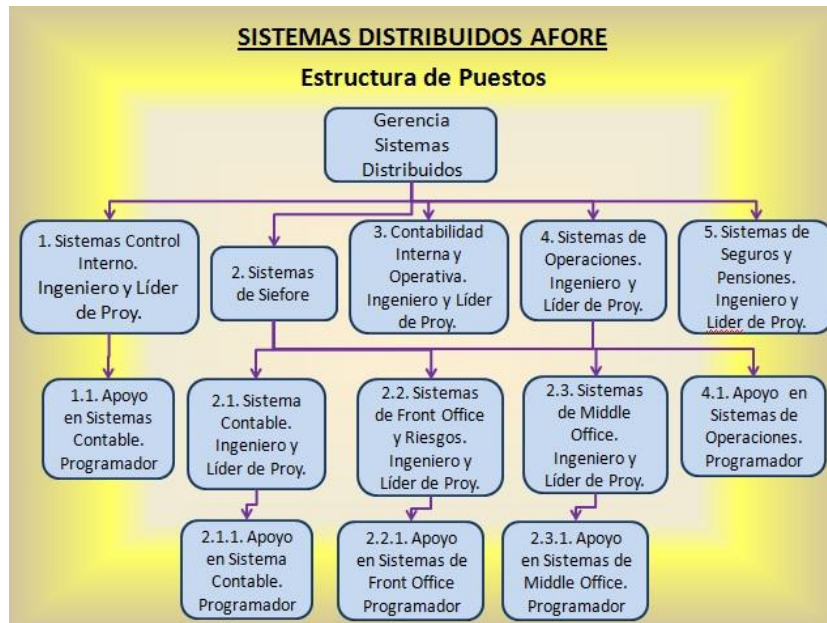 SISTEMAS DISTRIBUIDOS AFORE
Estructura de Puestos
Gerencia
Sistemas
Distribuidos
1. Sistemas Control
Interno.
Ingeniero y Líder
de Proy.
2. Sistemas
de Siefore
3. Contabilidad
Interna y
Operativa.
Ingeniero y Líder
de Proy.
4. Sistemas de
Operaciones.
Ingeniero y
Líder de Proy.
5. Sistemas de
Seguros y
Pensiones.
Ingeniero y
Lider de Proy.
1.1. Apoyo
en Sistemas
Contable.
Programador
2.1. Sistema
Contable.
Ingeniero y
Líder de Proy.
2.2. Sistemas
de Front Office
y Riesgos.
Ingeniero y
Líder de Proy.
2.3. Sistemas
de Middle
Office.
Ingeniero y
Líder de Proy.
4.1. Apoyo en
Sistemas de
Operaciones.
Programador
2.1.1. Apoyo
en Sistema
Contable.
Programador
2.2.1. Apoyo
en Sistemas de
Front Office
Programador
2.3.1. Apoyo
en Sistemas de
Middle Office.
Programador